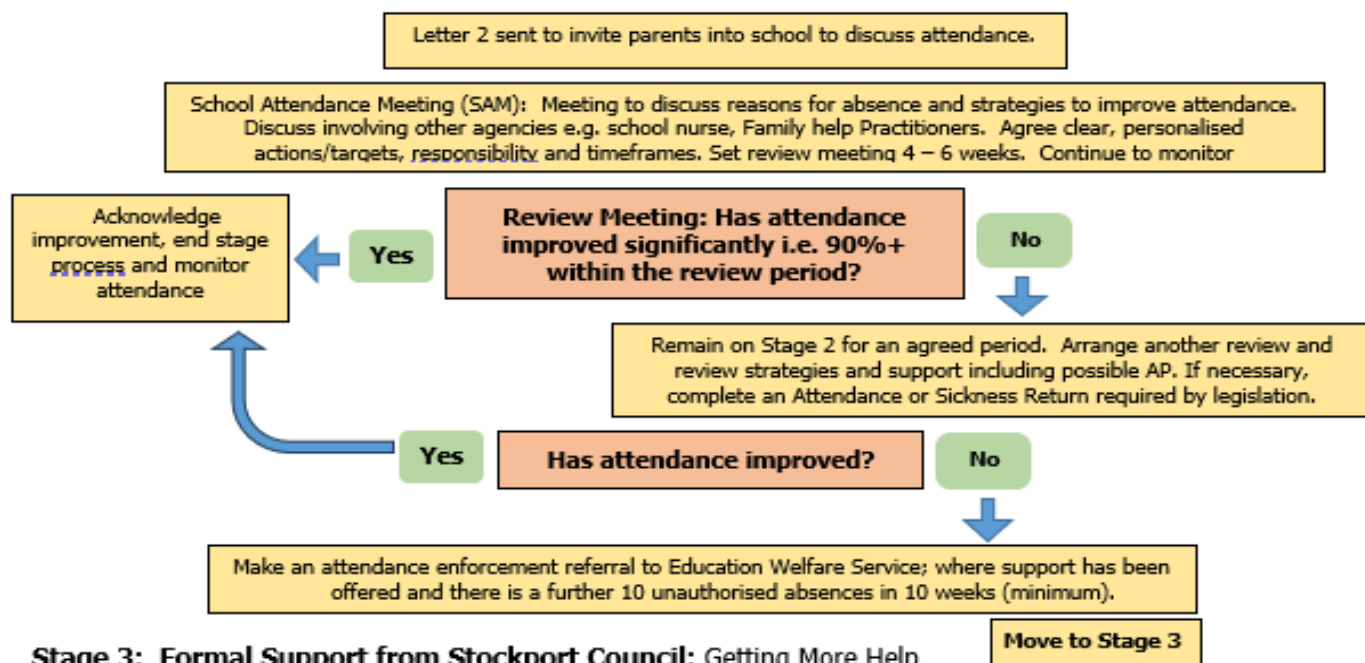 Letter 2 sent to invite parents into school to discuss attendance.
School Attendance Meeting (SAM):  Meeting to discuss reasons for absence and strategies to improve attendance.
Discuss involving other agencies e.g. school nurse, Family help Practitioners.  Agree clear, personalised
actions/targets, responsibility and timeframes. Set review meeting 4 – 6 weeks.  Continue to monitor
Review Meeting: Has attendance
improved significantly i.e. 90%+
within the review period?
Yes
No
Acknowledge
improvement, end stage
process and monitor
attendance
Remain on Stage 2 for an agreed period.  Arrange another review and
review strategies and support including possible AP. If necessary,
complete an Attendance or Sickness Return required by legislation.
Yes
Has attendance improved?
No
Make an attendance enforcement referral to Education Welfare Service; where support has been
offered and there is a further 10 unauthorised absences in 10 weeks (minimum).
Move to Stage 3
Stage 3:  Formal Support from Stockport Council: Getting More Help